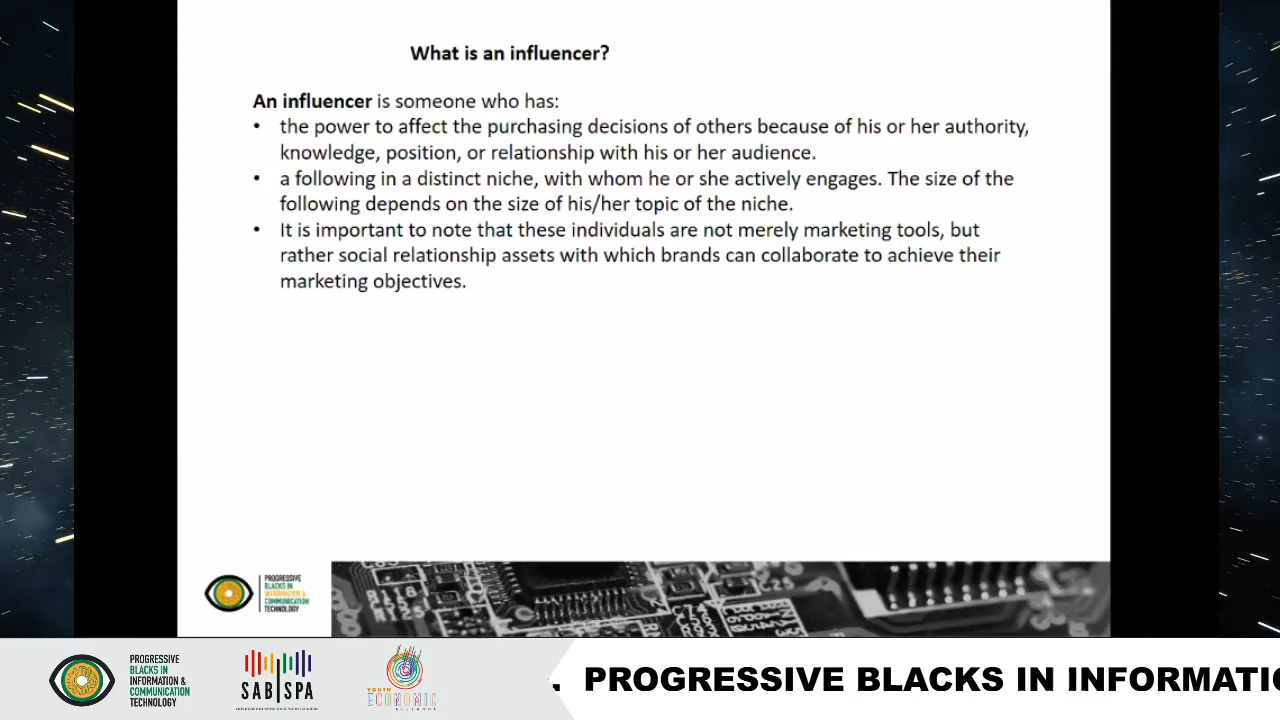 What is an influencer?
An influencer is someone who has:
• the power to affect the purchasing decisions of others because of his or her authority,
knowledge, position, or relationship with his or her audience.
• a following in a distinct niche, with whom he or she actively engages. The size of the
following depends on the size of his/her topic of the niche.
• It is important to note that these individuals are not merely marketing tools, but
rather social relationship assets with which brands can collaborate to achieve their
marketing objectives.
PROGRESSIVE
BLACKS IN
INFORMATION &
COMMUNICATION
TECHNOLOGY
PROGRESSIVE
BLACKS IN
INFORMATION &
COMMUNICATION
TECHNOLOGY
SAB SPA
YOUTH
ECONOMIC
ALLIANCE
. PROGRESSIVE BLACKS IN INFORMATIO